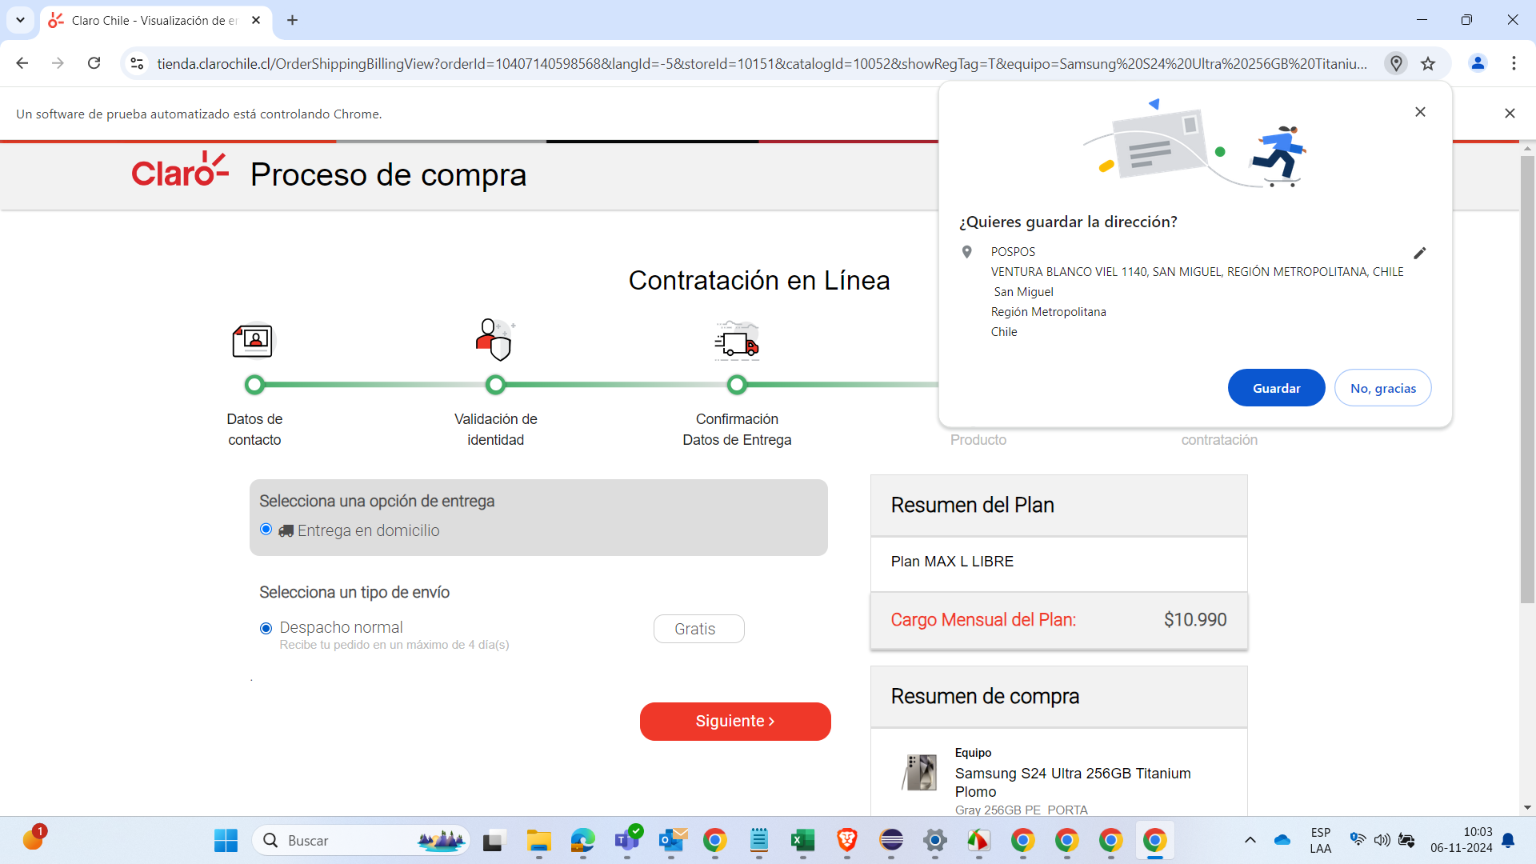 Claro Chile - Visualización de e
tienda.clarochile.cl/OrderShippingBillingView?orderId=10407140598568&langId=-5&storeId=10151&catalogId=10052&showRegTag=T&equipo=Samsung%20S24%20Ultra%20256GB%20Titaniu...
Un software de prueba automatizado está controlando Chrome.
Claro
Proceso de compra
¿Quieres guardar la dirección?
POSPOS
VENTURA BLANCO VIEL 1140, SAN MIGUEL, REGIÓN METROPOLITANA, CHILE
San Miguel
Región Metropolitana
Chile
Guardar
No, gracias
Contratación en Línea
Datos de
contacto
Validación de
identidad
Confirmación
Datos de Entrega
Producto
contratación
Selecciona una opción de entrega
Entrega en domicilio
Selecciona un tipo de envío
Despacho normal
Gratis
Recibe tu pedido en un máximo de 4 día(s)
.
Siguiente ›
Resumen del Plan
Plan MAX L LIBRE
Cargo Mensual del Plan: $10.990
Resumen de compra
Equipo
Samsung S24 Ultra 256GB Titanium
Plomo
Gray 256GB PE_PORTA
1
Buscar
ESP
LAA
10:03
06-11-2024